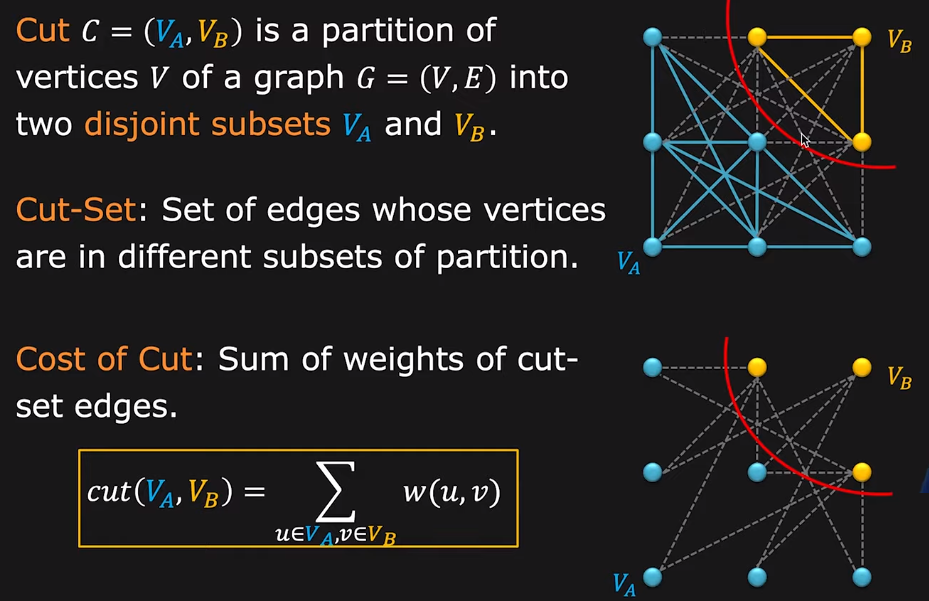 Cut C = (V_A, V_B) is a partition of
vertices V of a graph G = (V, E) into
two disjoint subsets V_A and V_B.
Cut-Set: Set of edges whose vertices
are in different subsets of partition.
Cost of Cut: Sum of weights of cut-
set edges.
cut(V_A, V_B) = ∑ w(u, v)
u∈V_A,v∈V_B
V_B
V_A
V_B
V_A